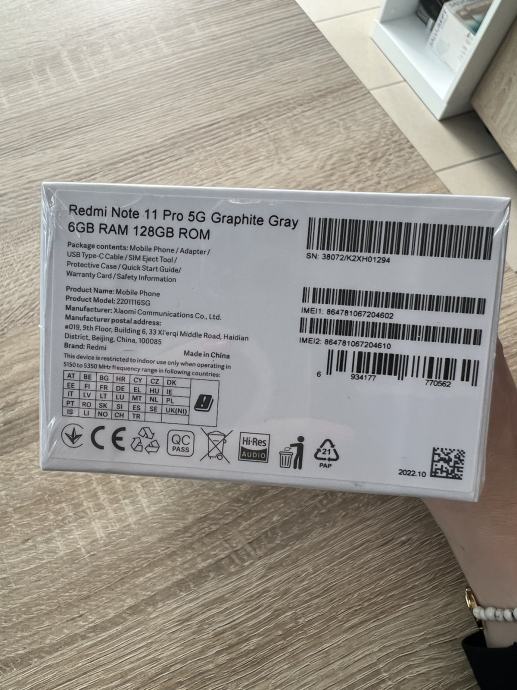 Redmi Note 11 Pro 5G Graphite Gray
6GB RAM 128GB ROM
Package contents: Mobile Phone / Adapter /
USB Type-C Cable / SIM Eject Tool /
Protective Case / Quick Start Guide /
Warranty Card / Safety Information
Product Name: Mobile Phone
Product Model: 2201116SG
Manufacturer: Xiaomi Communications Co., Ltd.
Manufacturer postal address:
#019, 9th Floor, Building 6, 33 Xi'erqi Middle Road, Haidian
District, Beijing, China, 100085
Brand: Redmi
Made in China
This device is restricted to indoor use only when operating in
5150 to 5350 MHz frequency range in following countries:
AT BE BG HR CY CZ DK
EE FI FR DE EL HU IE
IT LV LT LU MT NL PL
PT RO SK SI ES SE UK(NI)
IS LI NO CH TR
SN: 38072/K2XH01294
IMEI1: 864781067204602
IMEI2: 864781067204610
6 934177 770562
CE
QC
PASS
Hi-Res
AUDIO
21
PAP
2022.10